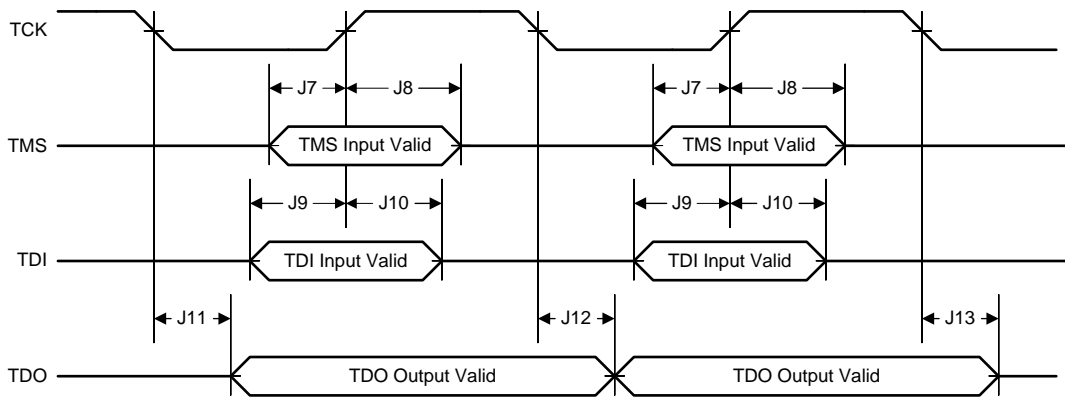 TCK
J7 J8 J7 J8
TMS TMS Input Valid TMS Input Valid
J9 J10 J9 J10
TDI TDI Input Valid TDI Input Valid
J11 J12 J13
TDO TDO Output Valid TDO Output Valid